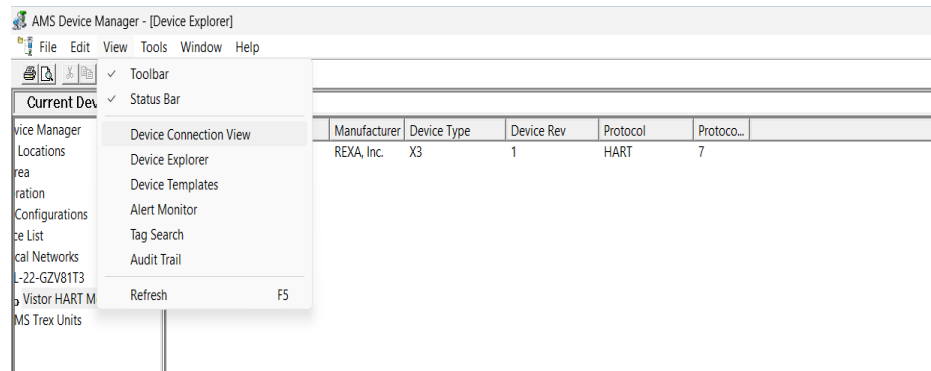 AMS Device Manager - [Device Explorer]
File Edit View Tools Window Help
Current Dev
Toolbar
Status Bar
Device Connection View
Device Explorer
Device Templates
Alert Monitor
Tag Search
Audit Trail
Refresh F5
vice Manager
Locations
rea
ration
Configurations
ce List
cal Networks
L-22-GZV81T3
Vistor HART M
MS Trex Units
Manufacturer Device Type Device Rev Protocol Protoco...
REXA, Inc. X3 1 HART 7